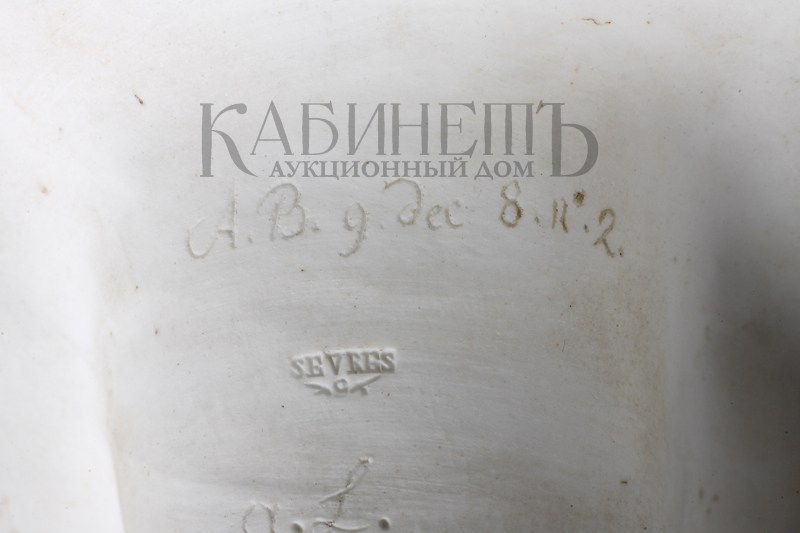 КАБИНЕТЪ
АУКЦИОННЫЙ ДОМ
A.B. 9. Dec 8. n°. 2.
SEVRES